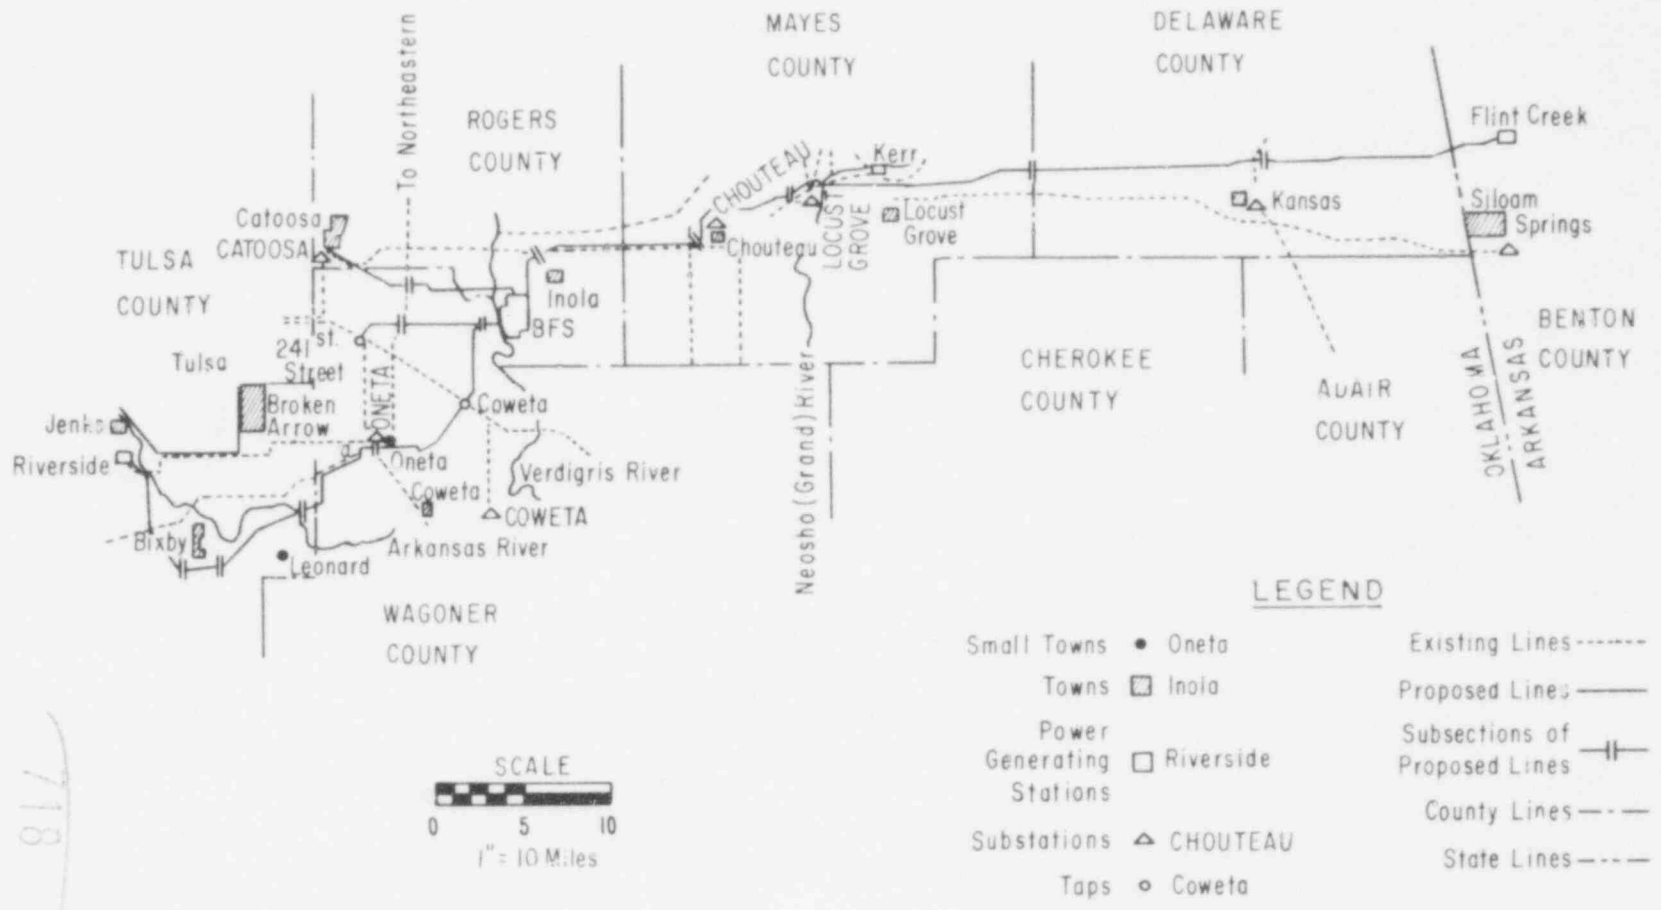 MAYES
COUNTY
DELAWARE
COUNTY
To Northeastern
ROGERS
COUNTY
Flint Creek
CHOUTEAU
Kerr
Catoosa
CATOOSA
TULSA
COUNTY
Chouteau
LOCUST
GROVE
Locust
Grove
Kansas
Siloam
Springs
Inola
BFS
BENTON
COUNTY
241st.
Street
Tulsa
ONETA
Broken
Arrow
Coweta
Jenks
Riverside
Oneta
Coweta
Verdigris River
COWETA
Neosho (Grand) River
CHEROKEE
COUNTY
ADAIR
COUNTY
OKLAHOMA
ARKANSAS
Bixby
Leonard
Arkansas River
WAGONER
COUNTY
LEGEND
Small Towns Oneta
Towns Inola
Power
Generating
Stations
Riverside
Substations CHOUTEAU
Taps Coweta
Existing Lines
Proposed Lines
Subsections of
Proposed Lines
County Lines
State Lines
SCALE
0 5 10
1" = 10 Miles
718